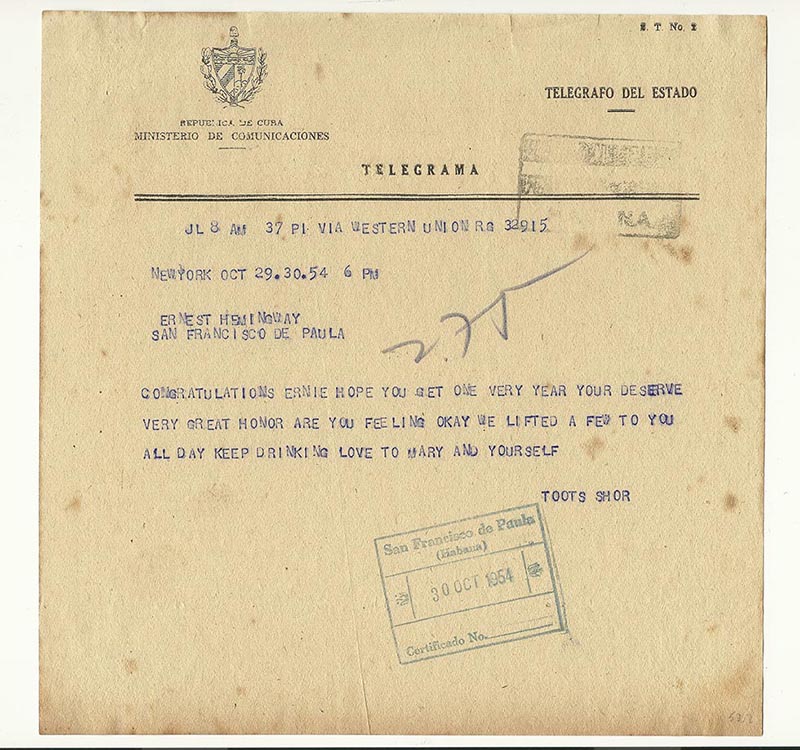 S. T. No. 2
TELEGRAFO DEL ESTADO
REPUBLICA DE CUBA
MINISTERIO DE COMUNICACIONES
TELEGRAMA
JL 8 AM 37 PI VIA WESTERN UNION RG 32915
NEWYORK OCT 29.30.54 6 PM
2.75
ERNEST HEMINGWAY
SAN FRANCISCO DE PAULA
CONGRATULATIONS ERNIE HOPE YOU GET ONE VERY YEAR YOUR DESERVE
VERY GREAT HONOR ARE YOU FEELING OKAY WE LIFTED A FEW TO YOU
ALL DAY KEEP DRINKING LOVE TO MARY AND YOURSELF
TOOTS SHOR
San Francisco de Paula
(Habana)
30 OCT 1954
Certificado No.